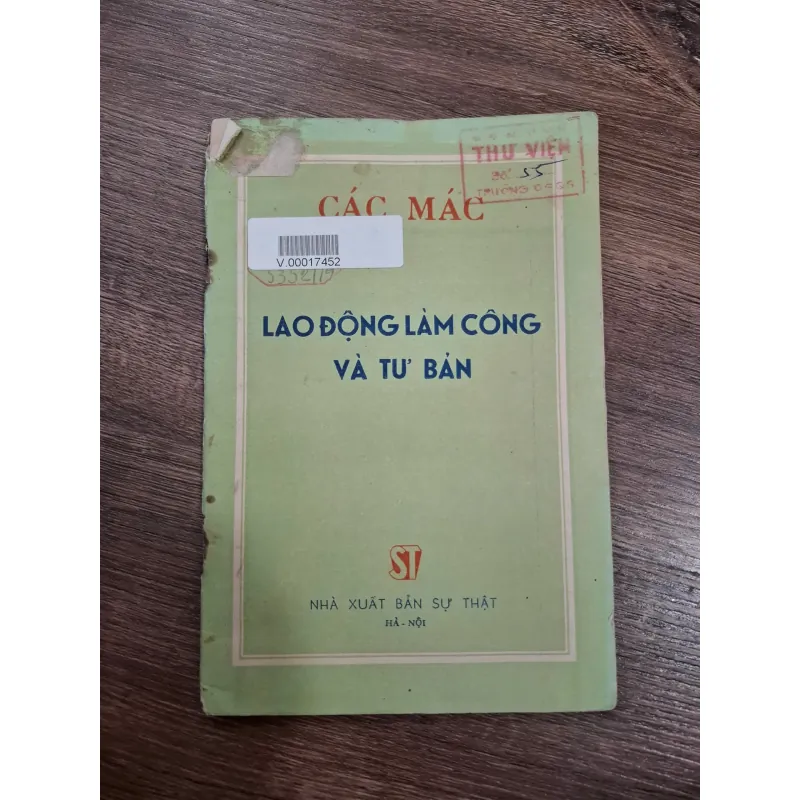 THƯ VIỆN
SỐ 55
CÁC MÁC
V.00017452
LAO ĐỘNG LÀM CÔNG
VÀ TƯ BẢN
ST
NHÀ XUẤT BẢN SỰ THẬT
HÀ-NỘI